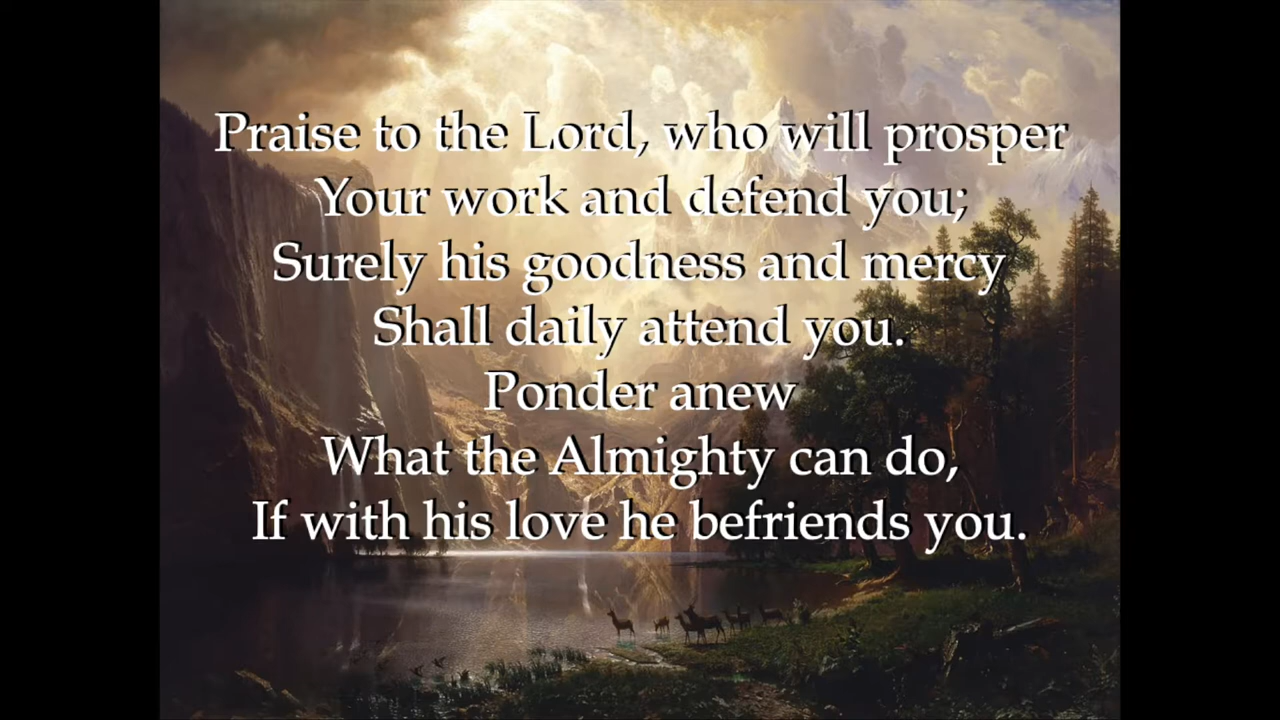 Praise to the Lord, who will prosper
Your work and defend you;
Surely his goodness and mercy
Shall daily attend you.
Ponder anew
What the Almighty can do,
If with his love he befriends you.